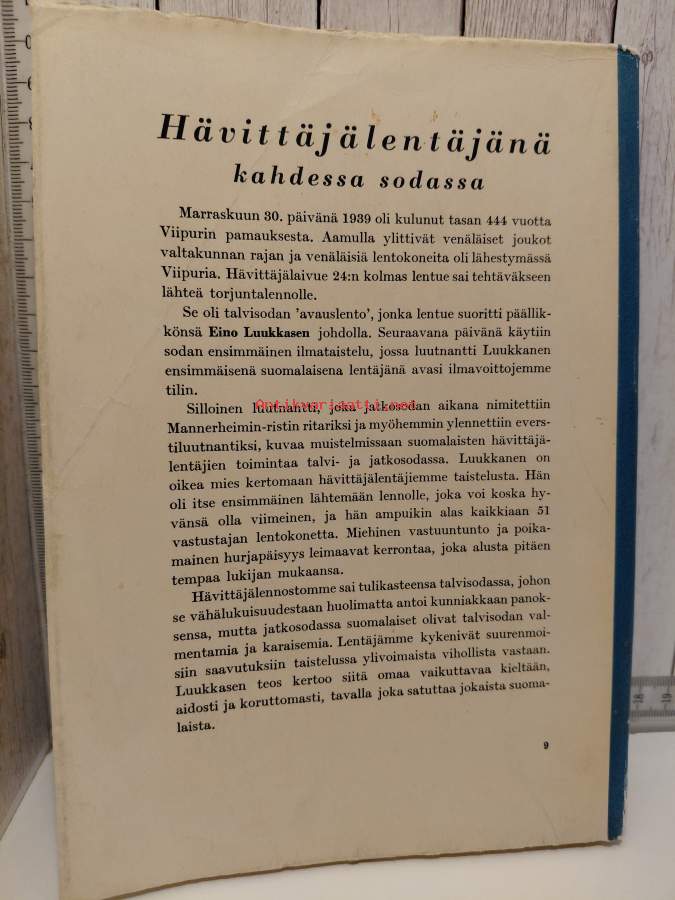 Hävittäjälentäjänä
kahdessa sodassa
Marraskuun 30. päivänä 1939 oli kulunut tasan 444 vuotta
Viipurin pamauksesta. Aamulla ylittivät venäläiset joukot
valtakunnan rajan ja venäläisiä lentokoneita oli lähestymässä
Viipuria. Hävittäjälaivue 24:n kolmas lentue sai tehtäväkseen
lähteä torjuntalennolle.
Se oli talvisodan 'avauslento', jonka lentue suoritti päällik-
könsä Eino Luukkasen johdolla. Seuraavana päivänä käytiin
sodan ensimmäinen ilmataistelu, jossa luutnantti Luukkanen
ensimmäisenä suomalaisena lentäjänä avasi ilmavoittojemme
tilin.
Antikvariaatti.net
Silloinen luutnantti, joka jatkosodan aikana nimitettiin
Mannerheimin-ristin ritariksi ja myöhemmin ylennettiin evers-
tiluutnantiksi, kuvaa muistelmissaan suomalaisten hävittäjä-
lentäjien toimintaa talvi- ja jatkosodassa. Luukkanen on
oikea mies kertomaan hävittäjälentäjiemme taistelusta. Hän
oli itse ensimmäinen lähtemään lennolle, joka voi koska hy-
vänsä olla viimeinen, ja hän ampuikin alas kaikkiaan 51
vastustajan lentokonetta. Miehinen vastuuntunto ja poika-
mainen hurjapäisyys leimaavat kerrontaa, joka alusta pitäen
tempaa lukijan mukaansa.
Hävittäjälennostomme sai tulikasteensa talvisodassa, johon
se vähälukuisuudestaan huolimatta antoi kunniakkaan panok-
sensa, mutta jatkosodassa suomalaiset olivat talvisodan val-
mentamia ja karaisemia. Lentäjämme kykenivät suurenmoi-
siin saavutuksiin taistelussa ylivoimaista vihollista vastaan.
Luukkasen teos kertoo siitä omaa vaikuttavaa kieltään,
aidosti ja koruttomasti, tavalla joka satuttaa jokaista suoma-
laista.
9